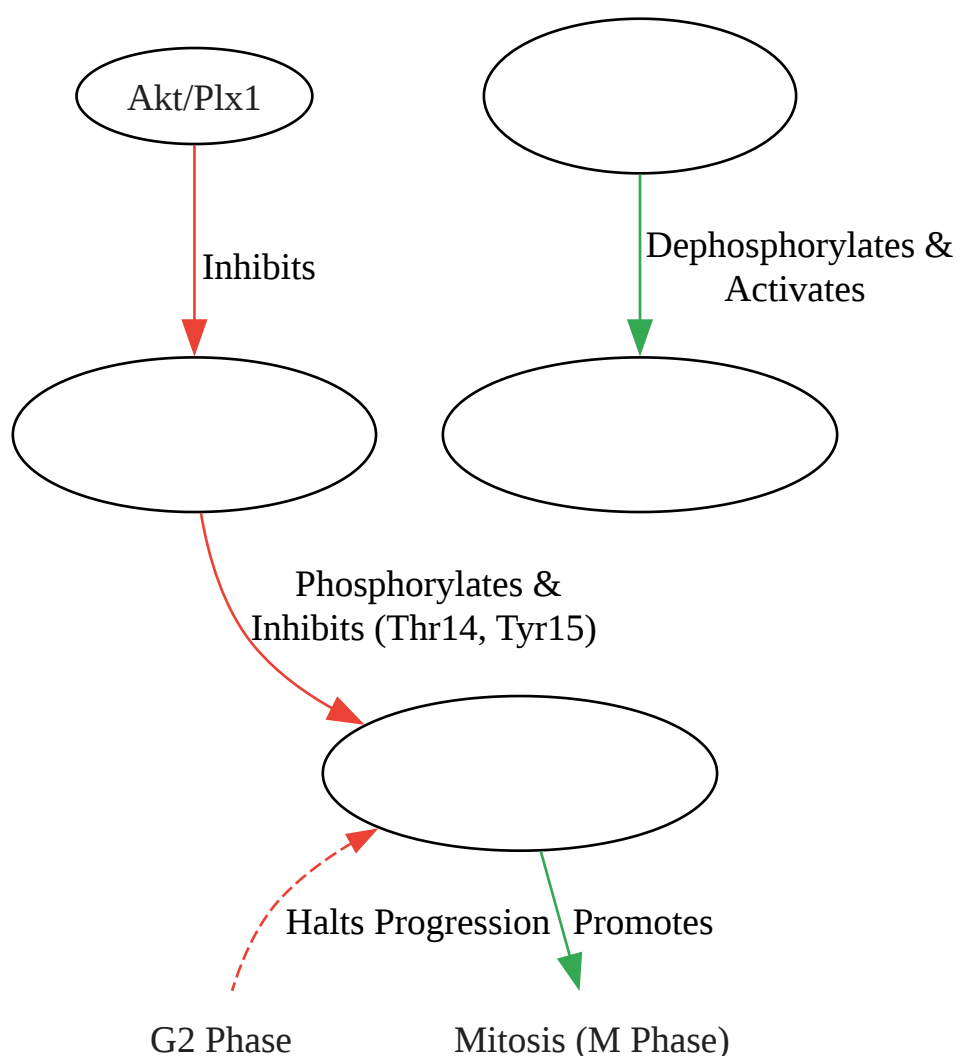 Akt/Plx1
Inhibits
Dephosphorylates &
Activates
Phosphorylates &
Inhibits (Thr14, Tyr15)
Halts Progression
Promotes
G2 Phase
Mitosis (M Phase)